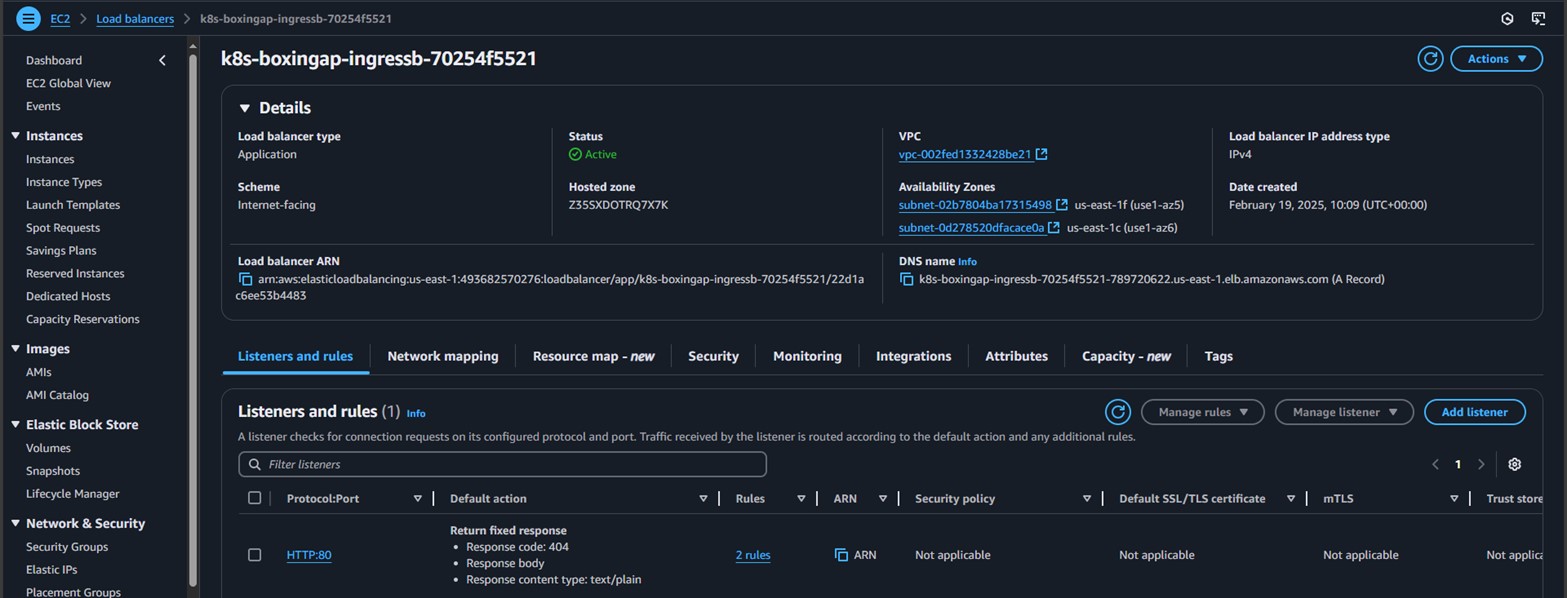 EC2 > Load balancers > k8s-boxingap-ingressb-70254f5521
Dashboard
EC2 Global View
Events
Instances
Instances
Instance Types
Launch Templates
Spot Requests
Savings Plans
Reserved Instances
Dedicated Hosts
Capacity Reservations
Images
AMIs
AMI Catalog
Elastic Block Store
Volumes
Snapshots
Lifecycle Manager
Network & Security
Security Groups
Elastic IPs
Placement Groups
k8s-boxingap-ingressb-70254f5521
Actions
Details
Load balancer type
Application
Status
Active
VPC
vpc-002fed1332428be21
Load balancer IP address type
IPv4
Scheme
Internet-facing
Hosted zone
Z35SXDOTRQ7X7K
Availability Zones
subnet-02b7804ba17315498 us-east-1f (use1-az5)
subnet-0d278520dfacace0a us-east-1c (use1-az6)
Date created
February 19, 2025, 10:09 (UTC+00:00)
Load balancer ARN
arn:aws:elasticloadbalancing:us-east-1:493682570276:loadbalancer/app/k8s-boxingap-ingressb-70254f5521/22d1a
c6ee53b4483
DNS name Info
k8s-boxingap-ingressb-70254f5521-789720622.us-east-1.elb.amazonaws.com (A Record)
Listeners and rules
Network mapping
Resource map - new
Security
Monitoring
Integrations
Attributes
Capacity - new
Tags
Listeners and rules (1) Info
Manage rules
Manage listener
Add listener
A listener checks for connection requests on its configured protocol and port. Traffic received by the listener is routed according to the default action and any additional rules.
Filter listeners
1
Protocol:Port
Default action
Rules
ARN
Security policy
Default SSL/TLS certificate
mTLS
Trust store
HTTP:80
Return fixed response
• Response code: 404
• Response body
• Response content type: text/plain
2 rules
ARN
Not applicable
Not applicable
Not applicable
Not applica